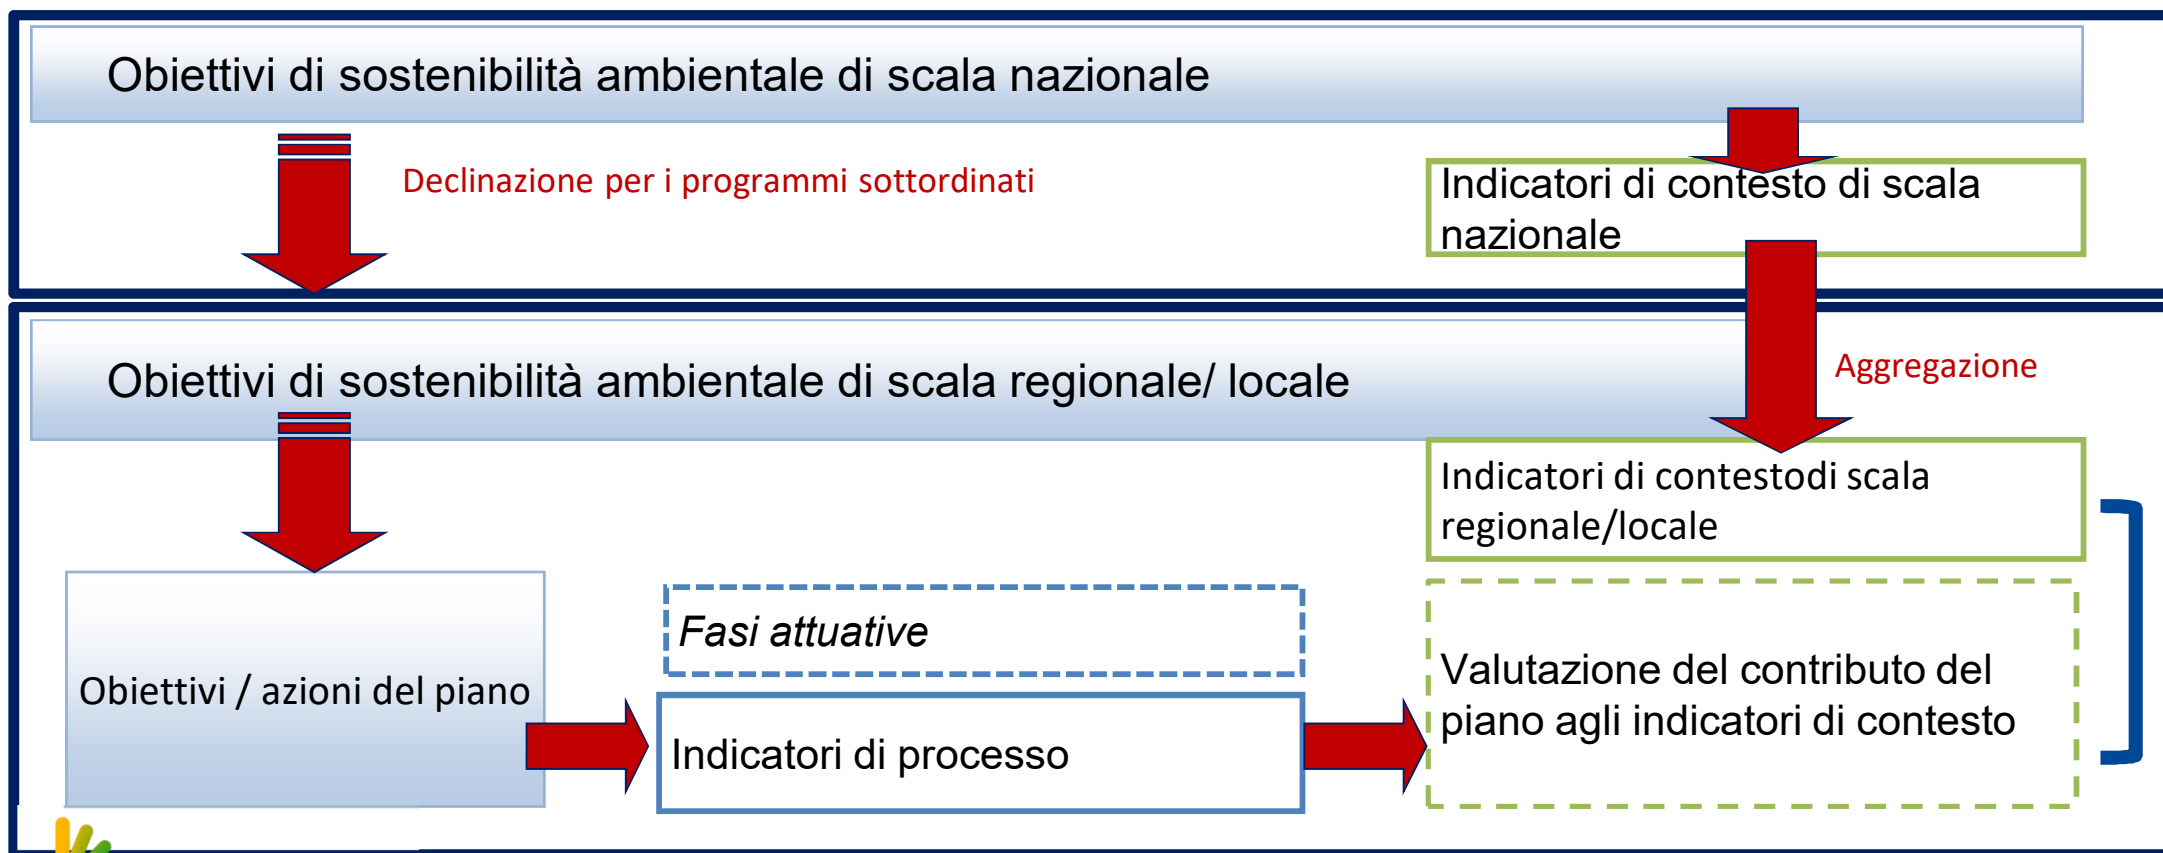 Obiettivi di sostenibilità ambientale di scala nazionale
Declinazione per i programmi sottordinati
Indicatori di contesto di scala
nazionale
Obiettivi di sostenibilità ambientale di scala regionale/ locale
Aggregazione
Indicatori di contestodi scala
regionale/locale
Fasi attuative
Obiettivi / azioni del piano
Indicatori di processo
Valutazione del contributo del
piano agli indicatori di contesto